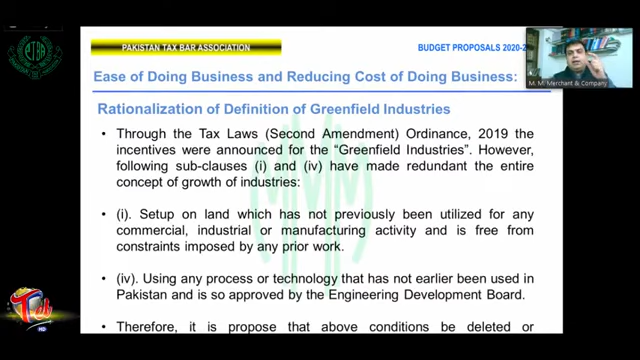 PAKISTAN TAX BAR ASSOCIATION
BUDGET PROPOSALS 2020-2
Ease of Doing Business and Reducing Cost of Doing Business:
Rationalization of Definition of Greenfield Industries
• Through the Tax Laws (Second Amendment) Ordinance, 2019 the
incentives were announced for the “Greenfield Industries”. However,
following sub-clauses (i) and (iv) have made redundant the entire
concept of growth of industries:
• (i). Setup on land which has not previously been utilized for any
commercial, industrial or manufacturing activity and is free from
constraints imposed by any prior work.
• (iv). Using any process or technology that has not earlier been used in
Pakistan and is so approved by the Engineering Development Board.
• Therefore, it is propose that above conditions be deleted or
M. M. Merchant & Company
PTBA
HD